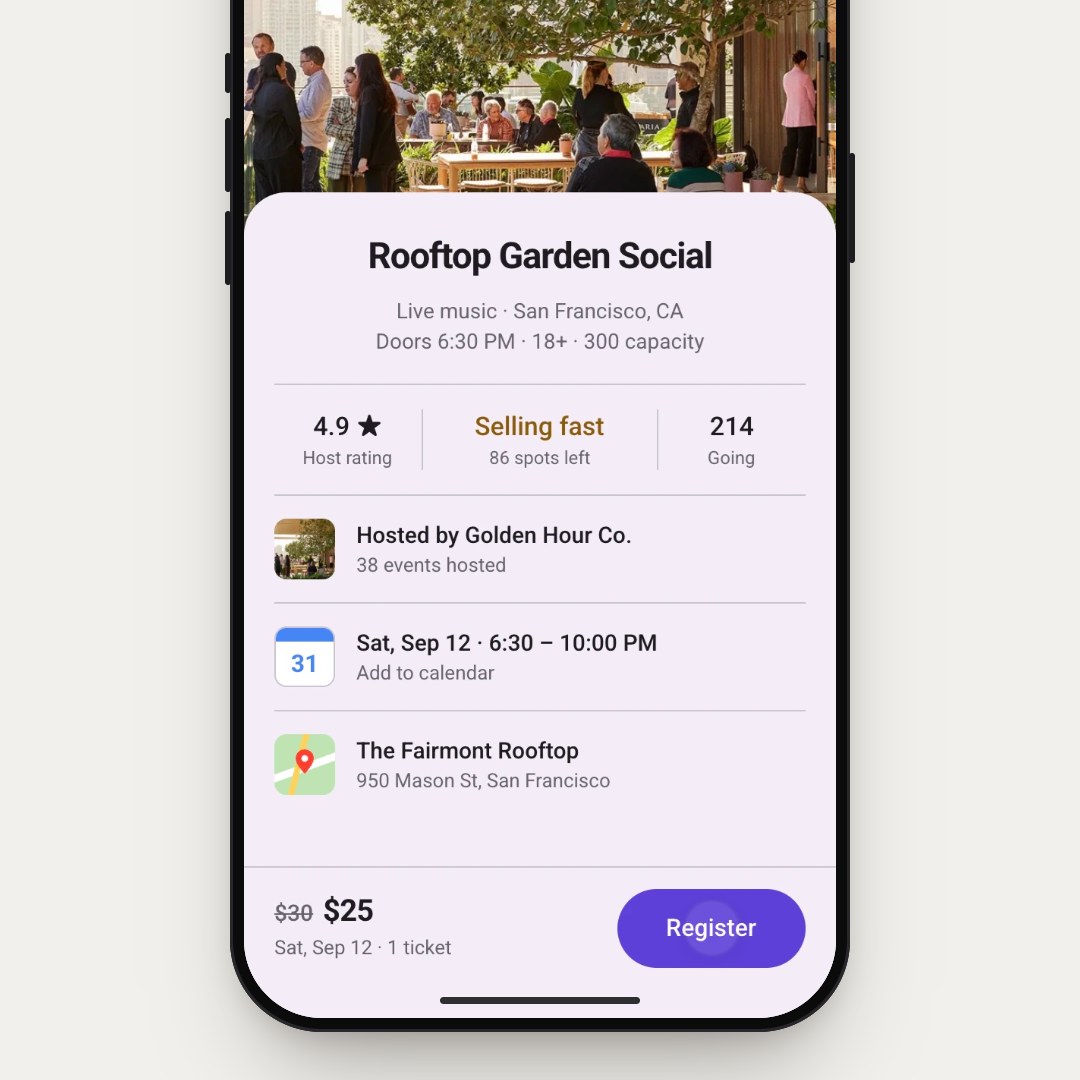 Rooftop Garden Social
Live music · San Francisco, CA
Doors 6:30 PM · 18+ · 300 capacity
4.9 ★
Host rating
Selling fast
86 spots left
214
Going
Hosted by Golden Hour Co.
38 events hosted
31
Sat, Sep 12 · 6:30 – 10:00 PM
Add to calendar
The Fairmont Rooftop
950 Mason St, San Francisco
$30 $25
Sat, Sep 12 · 1 ticket
Register